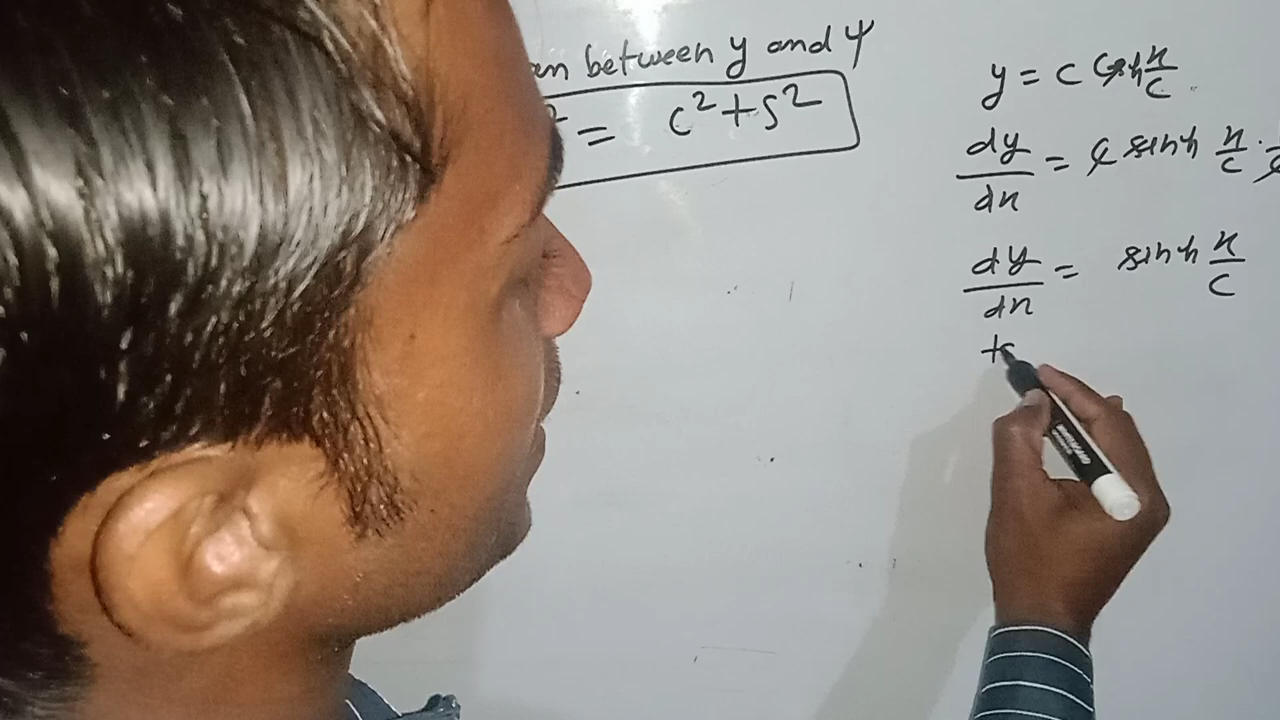 between y and ψ
= c² + s²
y = c cosh x/c
dy/dx = c sinh x/c ·
dy/dx = sinh x/c